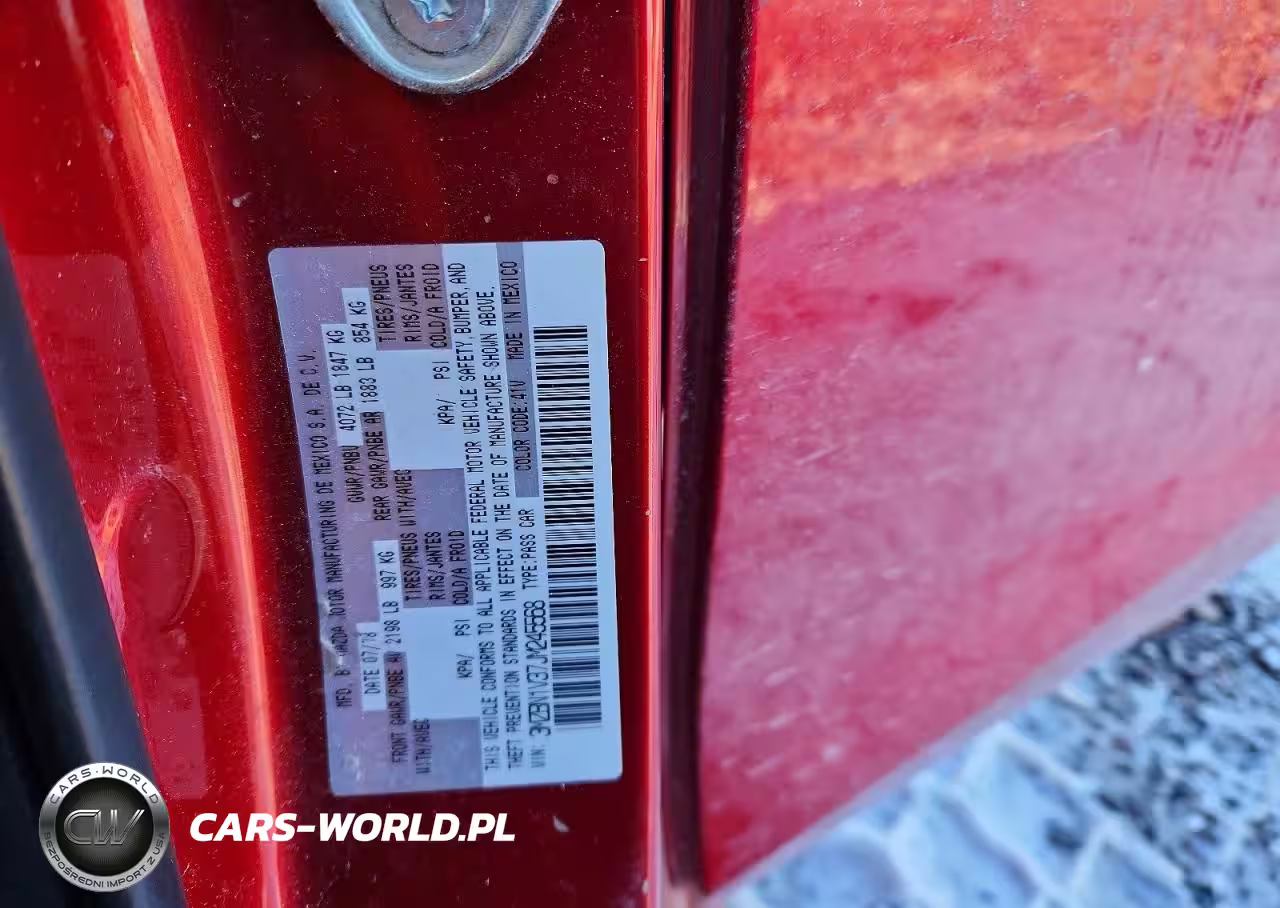 MFD. BY MAZDA MOTOR MANUFACTURING DE MEXICO S.A. DE C.V.
DATE 07/18 GVWR/PNBV 4072 LB 1847 KG
FRONT GAWR/PNBE AV 2198 LB 997 KG REAR GAWR/PNBE AR 1883 LB 854 KG
WITH/AVEC TIRES/PNEUS WITH/AVEC TIRES/PNEUS
RIMS/JANTES RIMS/JANTES
KPA/ PSI COLD/A FROID KPA/ PSI COLD/A FROID
THIS VEHICLE CONFORMS TO ALL APPLICABLE FEDERAL MOTOR VEHICLE SAFETY, BUMPER, AND
THEFT PREVENTION STANDARDS IN EFFECT ON THE DATE OF MANUFACTURE SHOWN ABOVE.
VIN: 3MZBN1V37JM245568 TYPE:PASS CAR COLOR CODE:41V MADE IN MEXICO
CARS-WORLD
CW
BEZPOŚREDNI IMPORT Z USA
CARS-WORLD.PL